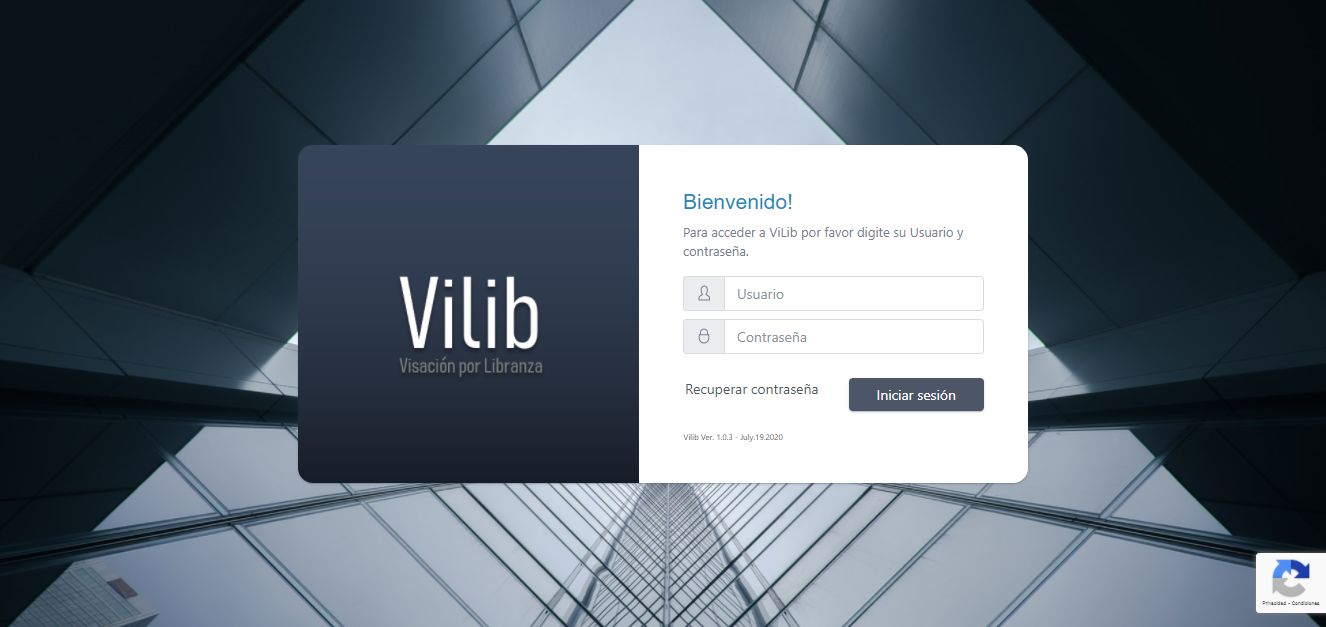 Vilib
Visación por Libranza
Bienvenido!
Para acceder a ViLib por favor digite su Usuario y
contraseña.
Usuario
Contraseña
Recuperar contraseña
Iniciar sesión
Vilib Ver. 1.0.3 - July.19.2020
Privacidad - Condiciones